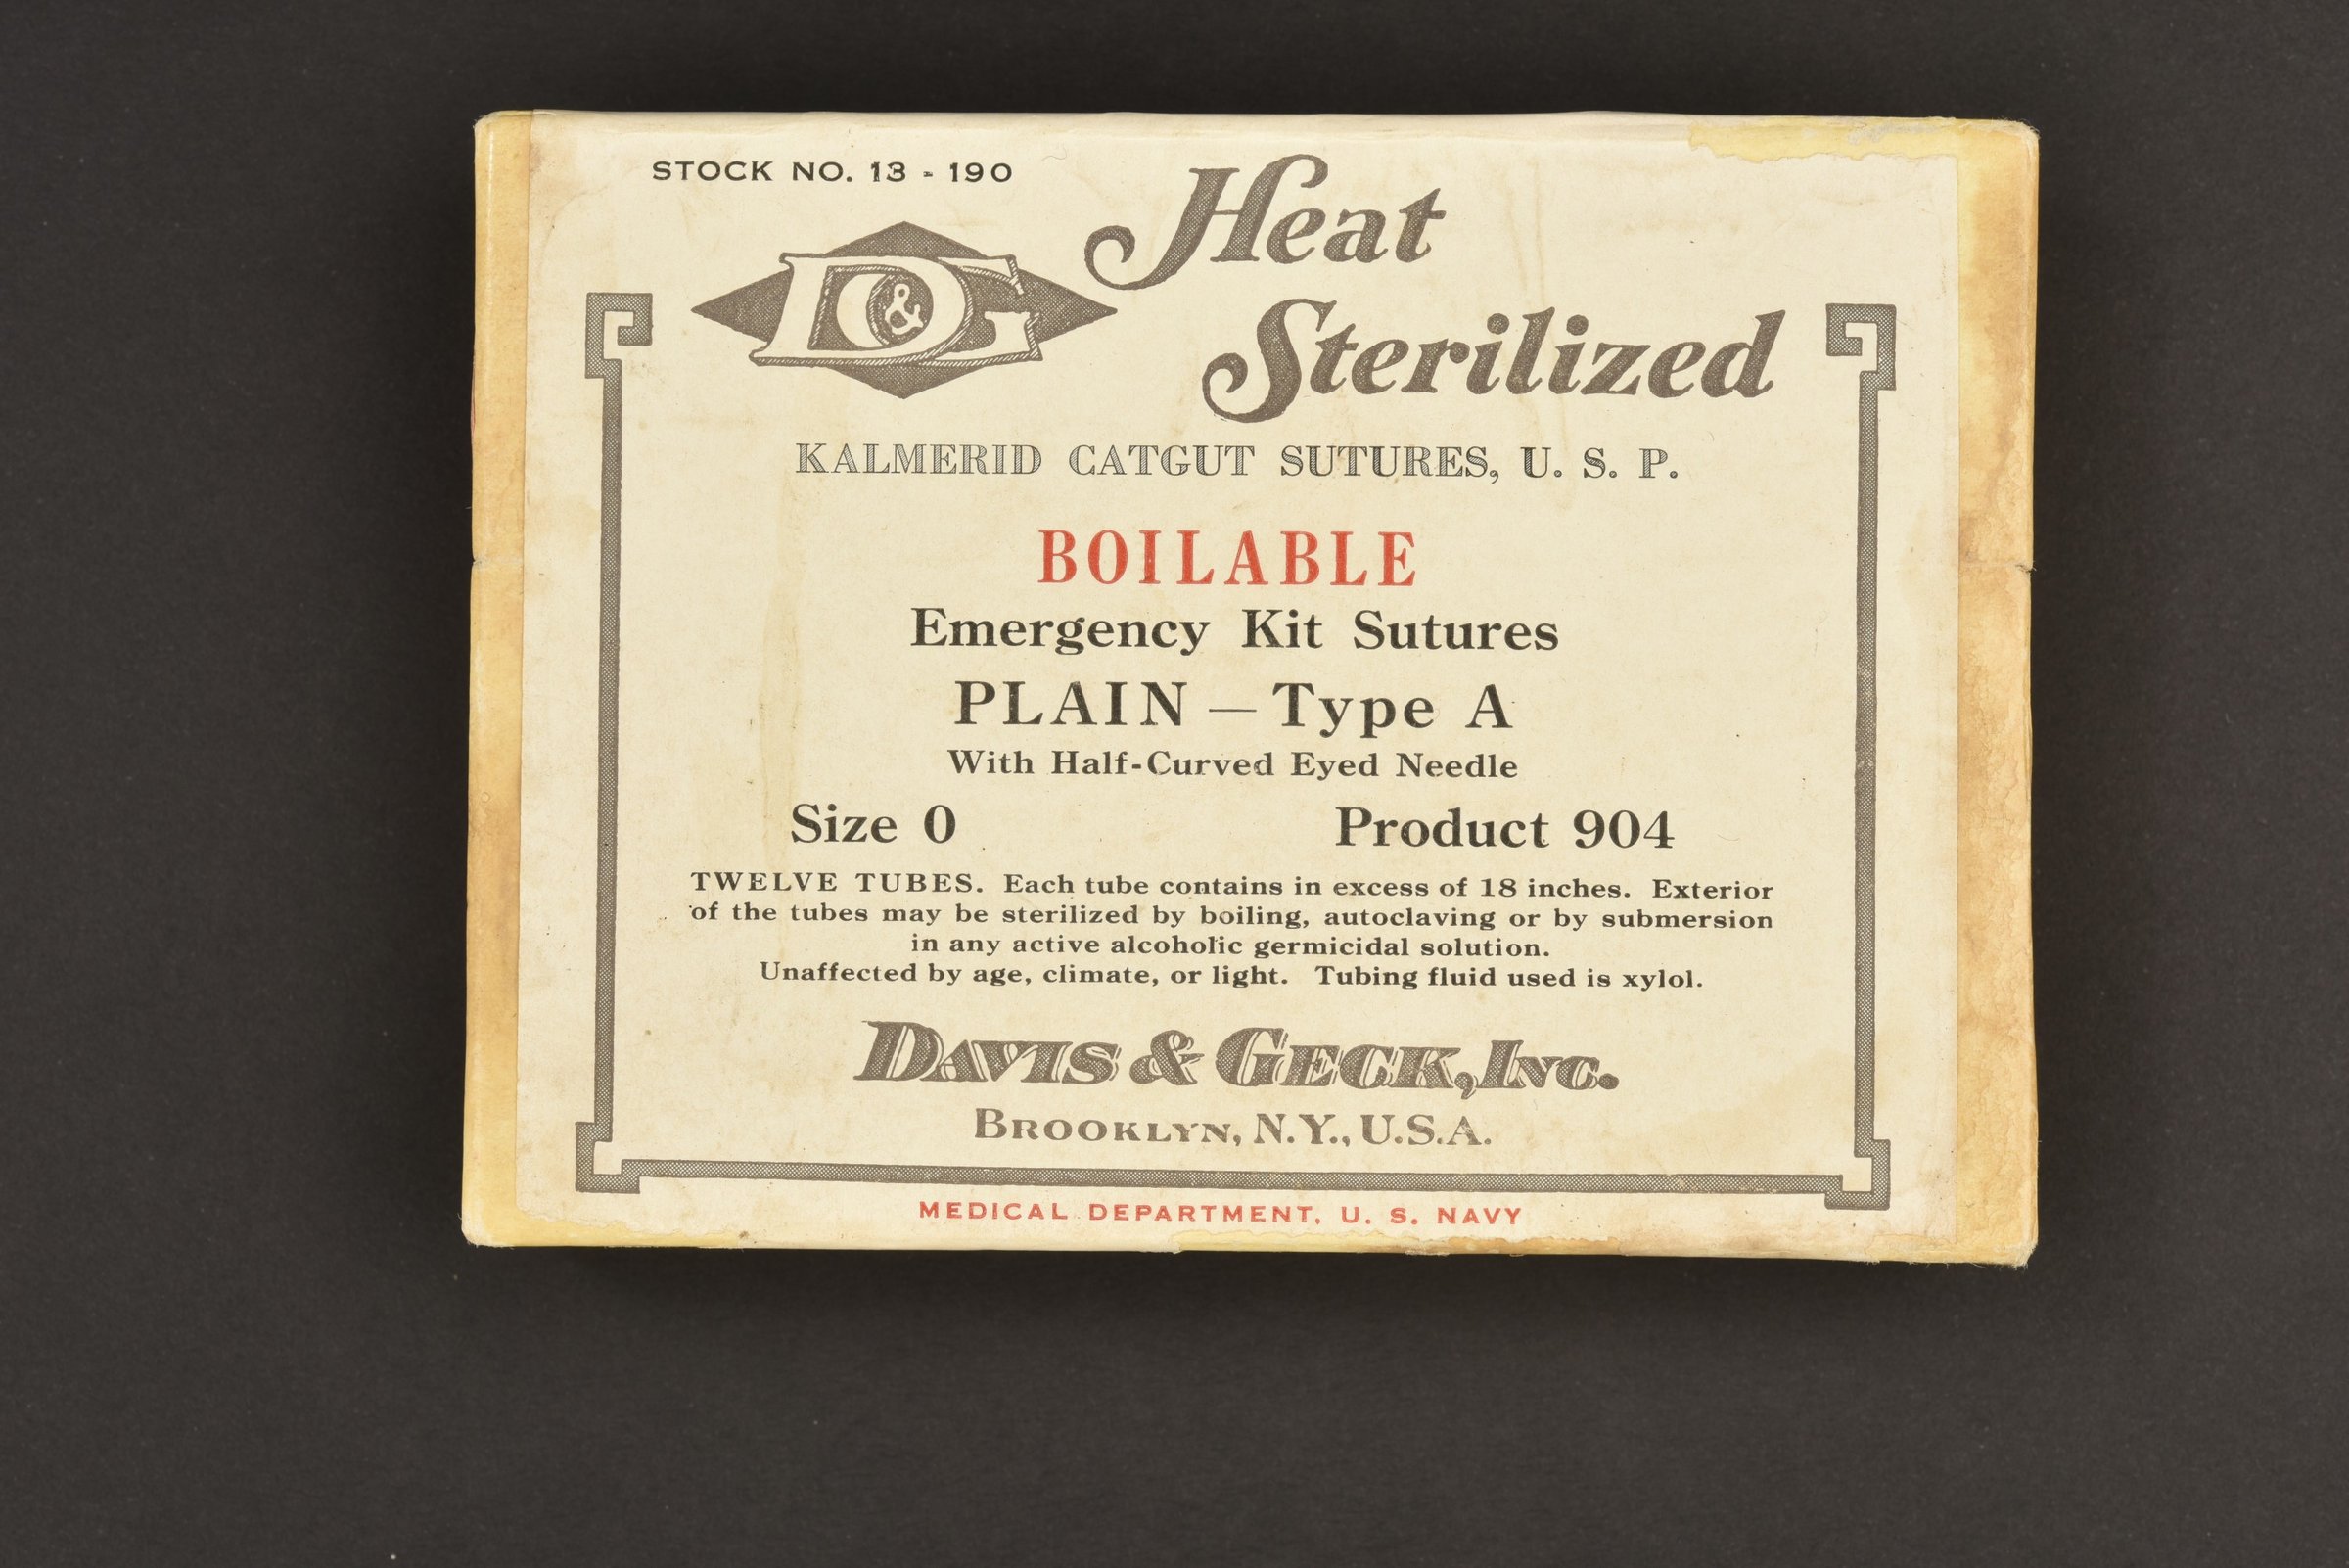 STOCK NO. 13 - 190
D&G
Heat
Sterilized
KALMERID CATGUT SUTURES, U. S. P.
BOILABLE
Emergency Kit Sutures
PLAIN — Type A
With Half-Curved Eyed Needle
Size 0 Product 904
TWELVE TUBES. Each tube contains in excess of 18 inches. Exterior
of the tubes may be sterilized by boiling, autoclaving or by submersion
in any active alcoholic germicidal solution.
Unaffected by age, climate, or light. Tubing fluid used is xylol.
DAVIS & GECK, INC.
BROOKLYN, N.Y., U.S.A.
MEDICAL DEPARTMENT, U. S. NAVY